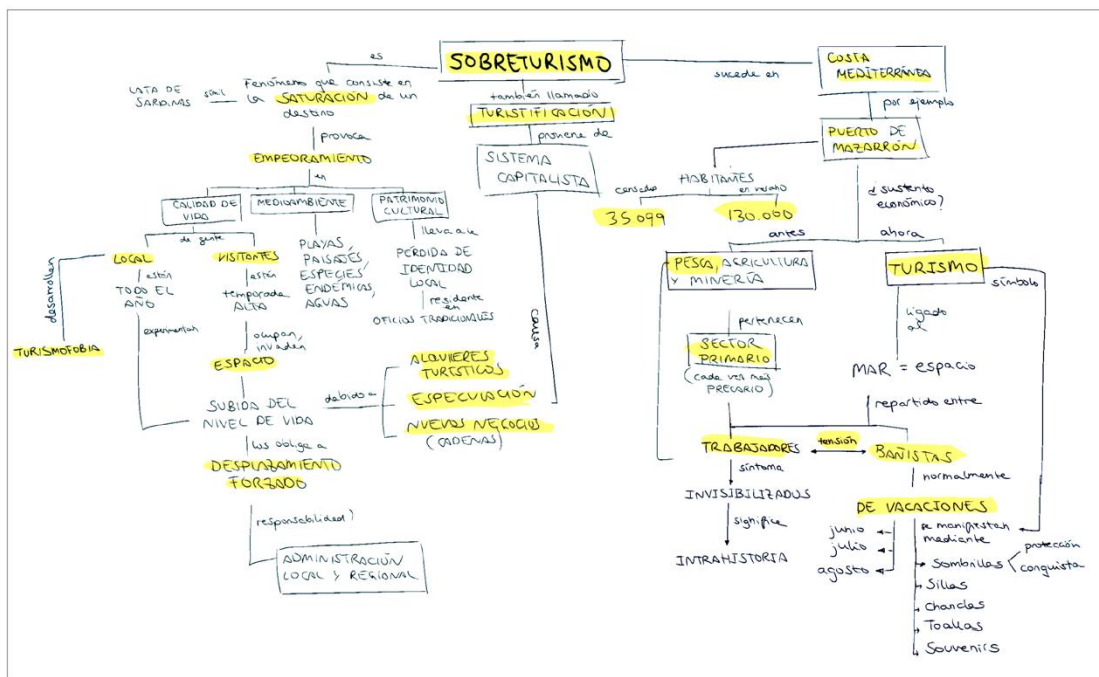 SOBRETURISMO
es
LATA DE
SARDINAS
símil
Fenómeno que consiste en
la SATURACIÓN de un
destino
provoca
EMPEORAMIENTO
en
CALIDAD DE
VIDA
MEDIOAMBIENTE
PATRIMONIO
CULTURAL
de gente
LOCAL
VISITANTES
desarrollan
TURISMOFOBIA
están
TODO EL
AÑO
experimentan
están
temporada
ALTA
ocupan,
invaden
ESPACIO
PLAYAS,
PAISAJES,
ESPECIES
ENDÉMICAS,
AGUAS
lleva a la
PÉRDIDA DE
IDENTIDAD
LOCAL
residente en
OFICIOS TRADICIONALES
SUBIDA DEL
NIVEL DE VIDA
debido a
ALQUILERES
TURÍSTICOS
ESPECULACIÓN
NUEVOS NEGOCIOS
(CADENAS)
les obliga a
DESPLAZAMIENTO
FORZADO
responsabilidad?
ADMINISTRACIÓN
LOCAL Y REGIONAL
también llamado
TURISTIFICACIÓN
proviene de
SISTEMA
CAPITALISTA
causa
sucede en
COSTA
MEDITERRÁNEA
por ejemplo
PUERTO DE
MAZARRÓN
HABITANTES
censados
35099
en verano
130.000
¿sustento
económico?
antes
ahora
PESCA, AGRICULTURA
Y MINERÍA
TURISMO
símbolo
pertenecen
SECTOR
PRIMARIO
(cada vez más
PRECARIO)
ligado
al
MAR = espacio
repartido entre
TRABAJADORES
tensión
BAÑISTAS
síntoma
INVISIBILIZADOS
significa
INTRAHISTORIA
normalmente
DE VACACIONES
junio
julio
agosto
se manifiestan
mediante
Sombrillas
protección
conquista
Sillas
Chanclas
Toallas
Souvenirs